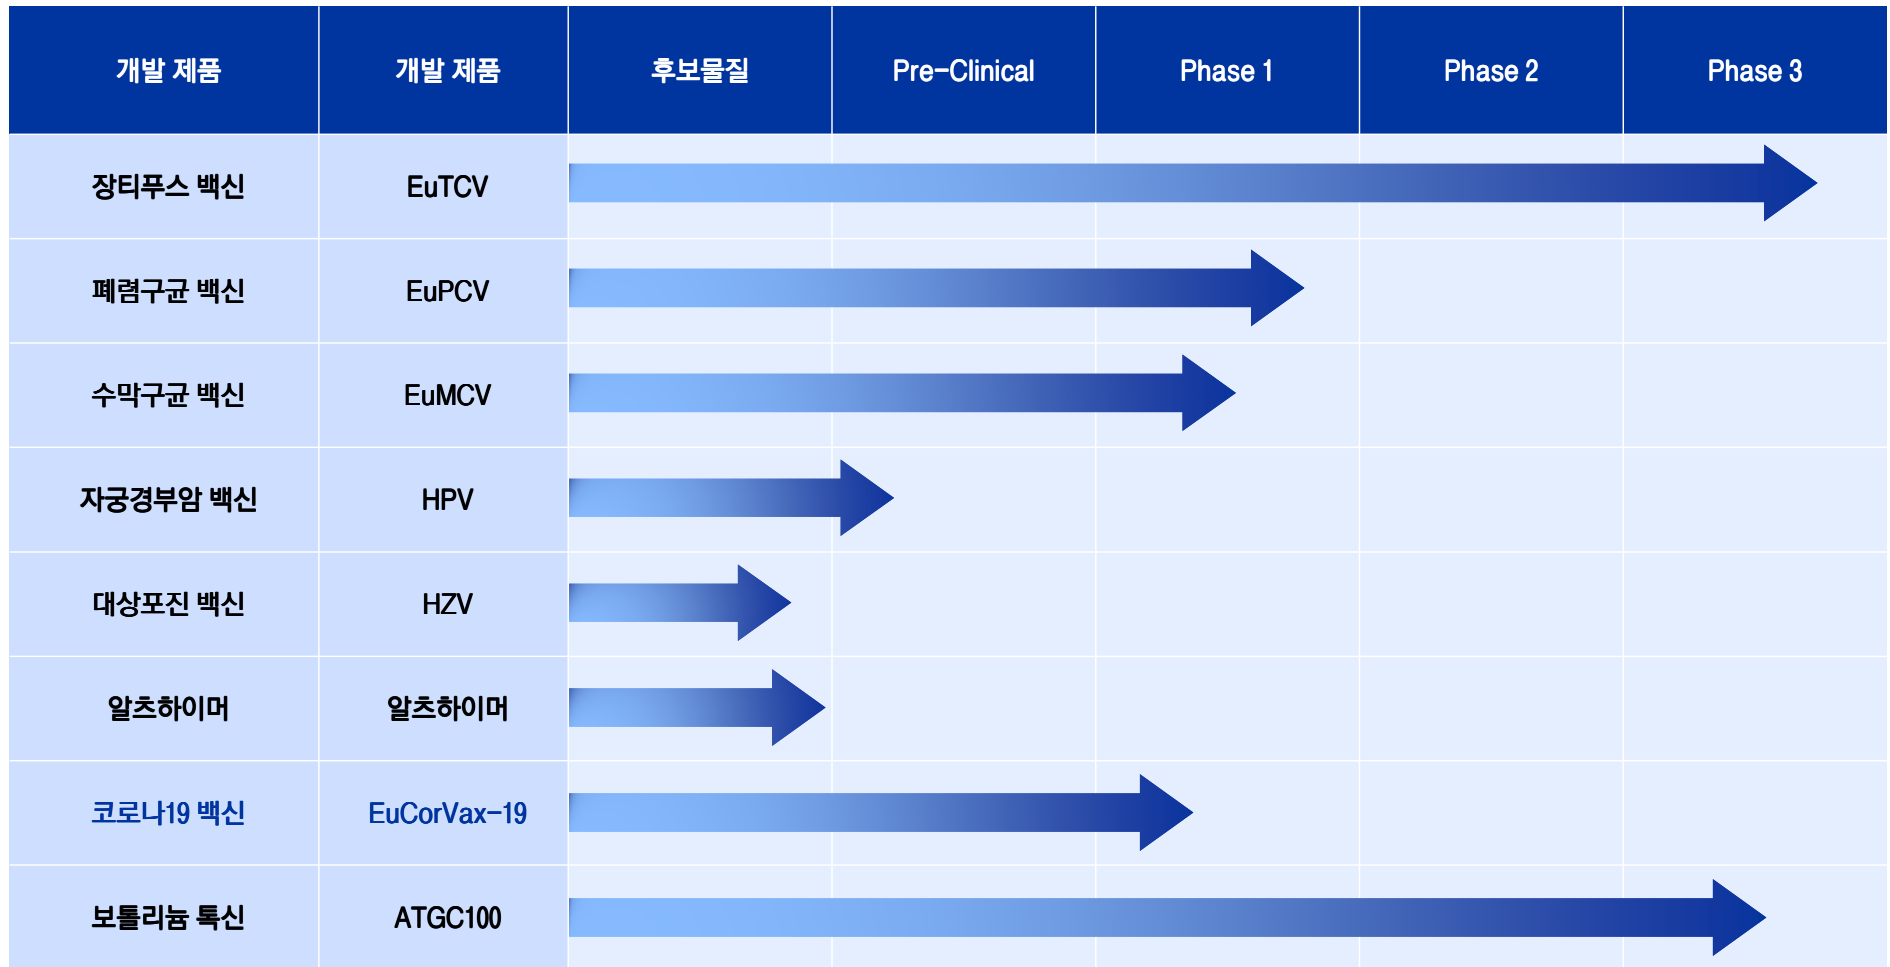 개발 제품 개발 제품 후보물질 Pre-Clinical Phase 1 Phase 2 Phase 3
장티푸스 백신 EuTCV
폐렴구균 백신 EuPCV
수막구균 백신 EuMCV
자궁경부암 백신 HPV
대상포진 백신 HZV
알츠하이머 알츠하이머
코로나19 백신 EuCorVax-19
보톨리늄 톡신 ATGC100